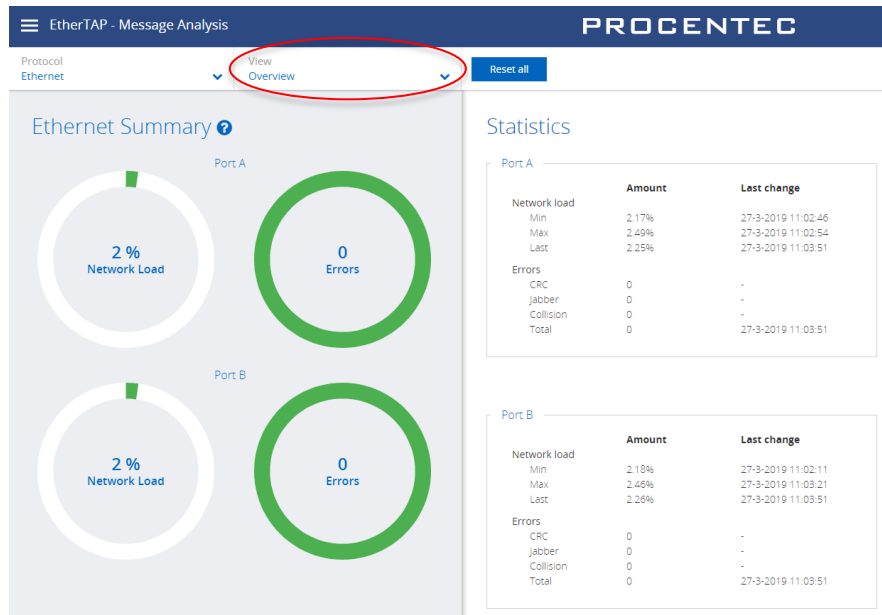 EtherTAP - Message Analysis
PROCENTEC
Protocol
Ethernet
View
Overview
Reset all
Ethernet Summary ?
Port A
2 %
Network Load
0
Errors
Port B
2 %
Network Load
0
Errors
Statistics
Port A
Amount Last change
Network load
Min 2.17% 27-3-2019 11:02:46
Max 2.49% 27-3-2019 11:02:54
Last 2.25% 27-3-2019 11:03:51
Errors
CRC 0 -
Jabber 0 -
Collision 0 -
Total 0 27-3-2019 11:03:51
Port B
Amount Last change
Network load
Min 2.18% 27-3-2019 11:02:11
Max 2.46% 27-3-2019 11:03:21
Last 2.26% 27-3-2019 11:03:51
Errors
CRC 0 -
Jabber 0 -
Collision 0 -
Total 0 27-3-2019 11:03:51